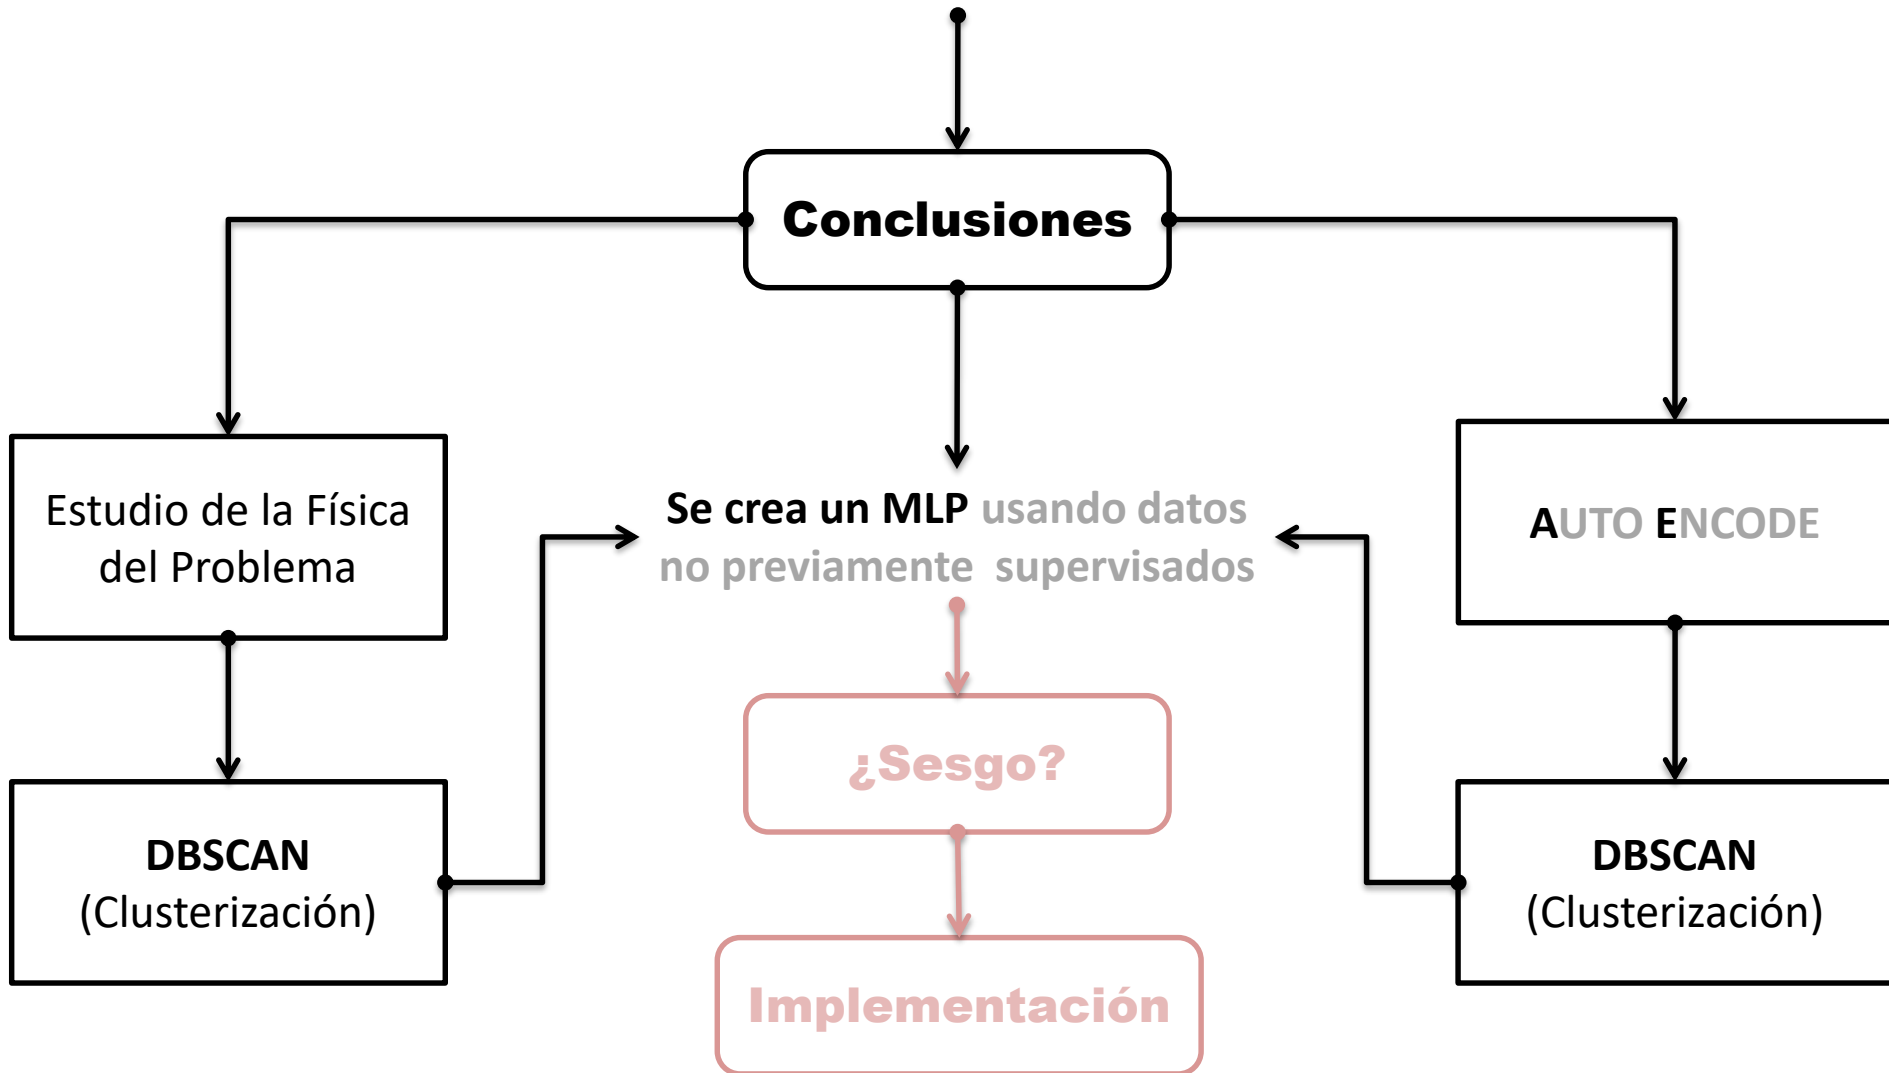 Conclusiones
Estudio de la Física
del Problema
Se crea un MLP usando datos
no previamente supervisados
AUTO ENCODE
¿Sesgo?
DBSCAN
(Clusterización)
DBSCAN
(Clusterización)
Implementación